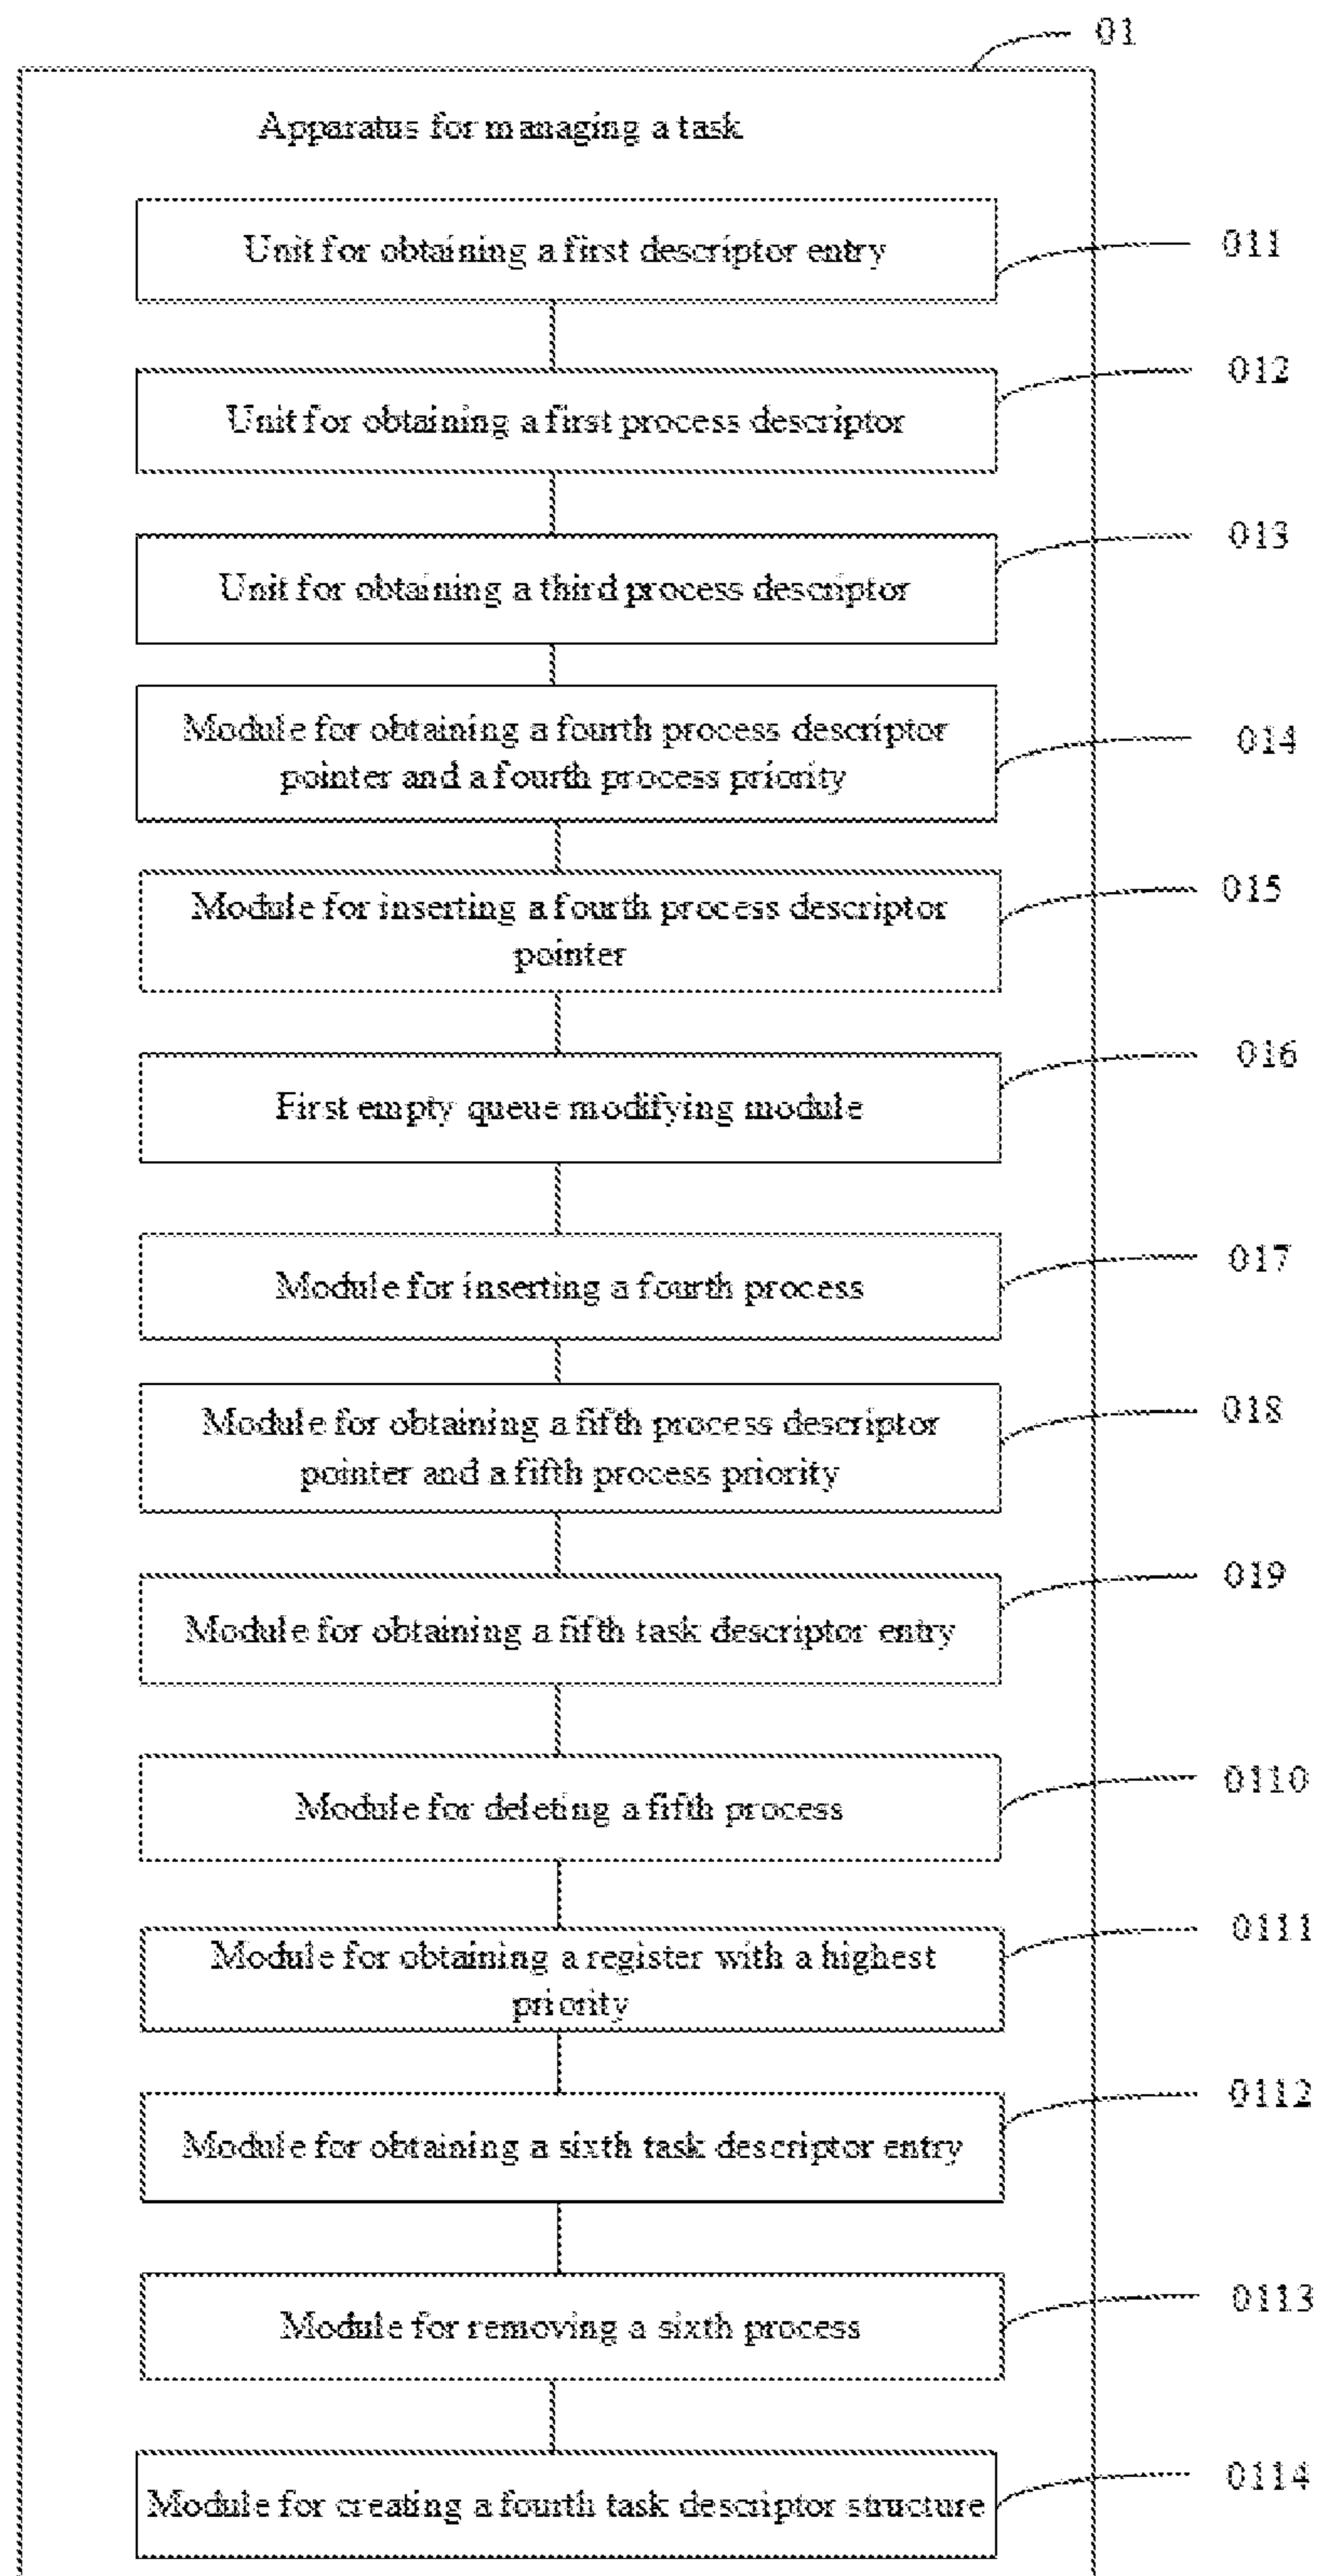 01
Apparatus for managing a task
Unit for obtaining a first descriptor entry
011
Unit for obtaining a first process descriptor
012
Unit for obtaining a third process descriptor
013
Module for obtaining a fourth process descriptor
pointer and a fourth process priority
014
Module for inserting a fourth process descriptor
pointer
015
First empty queue modifying module
016
Module for inserting a fourth process
017
Module for obtaining a fifth process descriptor
pointer and a fifth process priority
018
Module for obtaining a fifth task descriptor entry
019
Module for deleting a fifth process
0110
Module for obtaining a register with a highest
priority
0111
Module for obtaining a sixth task descriptor entry
0112
Module for removing a sixth process
0113
Module for creating a fourth task descriptor structure
0114